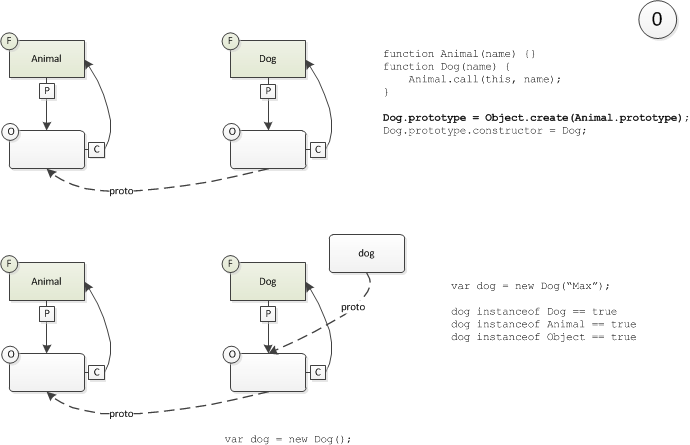 0
F
Animal
F
Dog
P
P
O
C
O
C
proto
function Animal(name) {}
function Dog(name) {
    Animal.call(this, name);
}
Dog.prototype = Object.create(Animal.prototype);
Dog.prototype.constructor = Dog;
dog
F
Animal
F
Dog
P
P
proto
O
C
O
C
proto
var dog = new Dog(“Max”);
dog instanceof Dog == true
dog instanceof Animal == true
dog instanceof Object == true
var dog = new Dog();